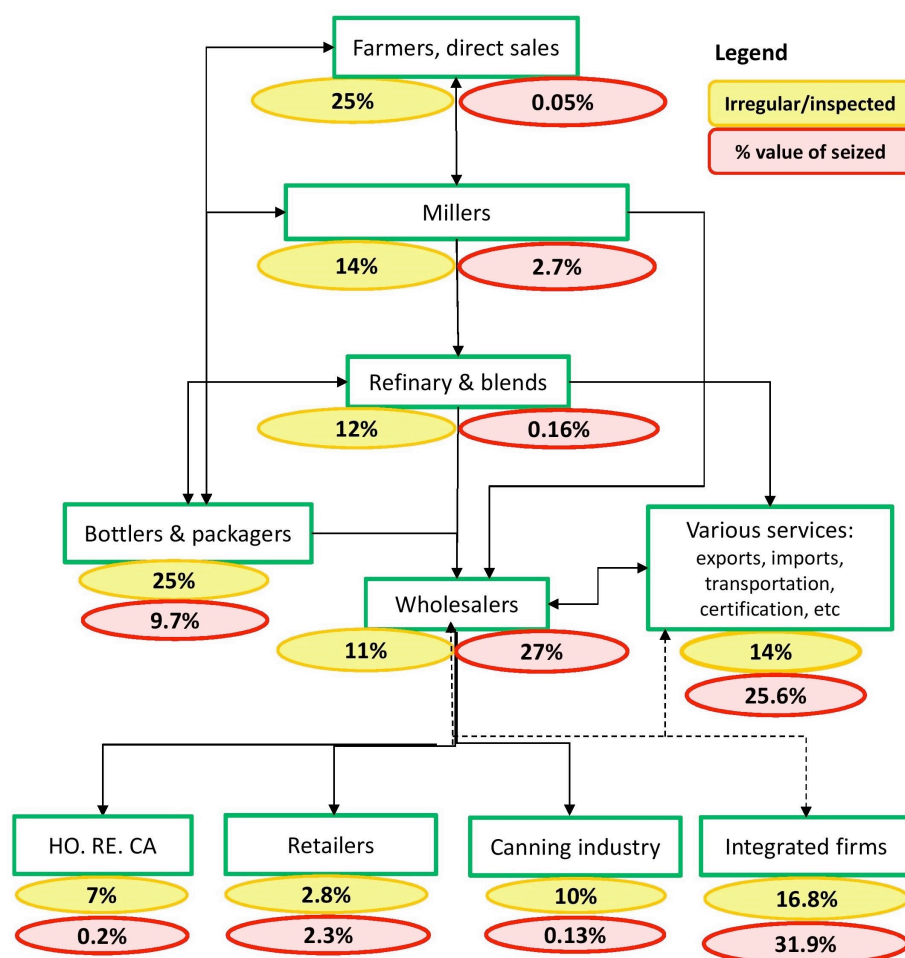 Farmers, direct sales
25%
0.05%
Legend
Irregular/inspected
% value of seized
Millers
14%
2.7%
Refinary & blends
12%
0.16%
Bottlers & packagers
25%
9.7%
Various services:
exports, imports,
transportation,
certification, etc
14%
25.6%
Wholesalers
11%
27%
HO. RE. CA
7%
0.2%
Retailers
2.8%
2.3%
Canning industry
10%
0.13%
Integrated firms
16.8%
31.9%